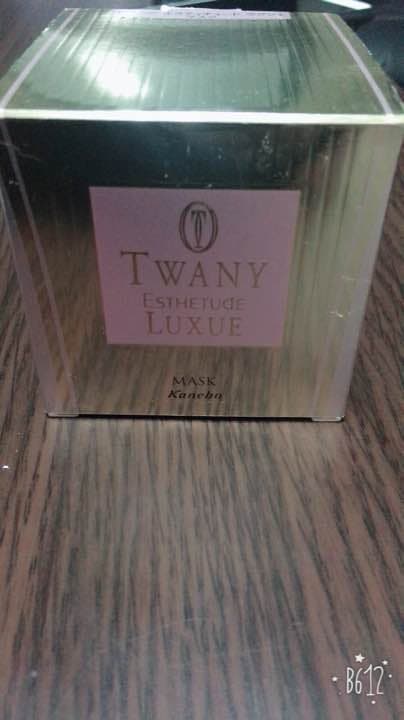 TWANY
ESTHETUDE
LUXUE
MASK
Kanebo
B612